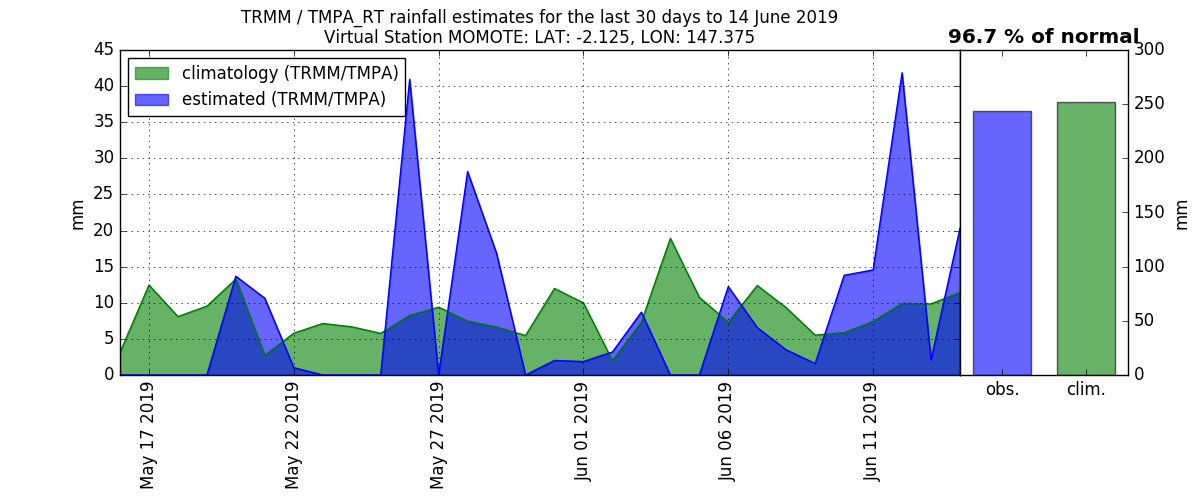 TRMM / TMPA_RT rainfall estimates for the last 30 days to 14 June 2019
Virtual Station MOMOTE: LAT: -2.125, LON: 147.375
96.7 % of normal
climatology (TRMM/TMPA)
estimated (TRMM/TMPA)
45
40
35
30
25
20
15
10
5
0
mm
May 17 2019
May 22 2019
May 27 2019
Jun 01 2019
Jun 06 2019
Jun 11 2019
obs.
clim.
300
250
200
150
100
50
0
mm